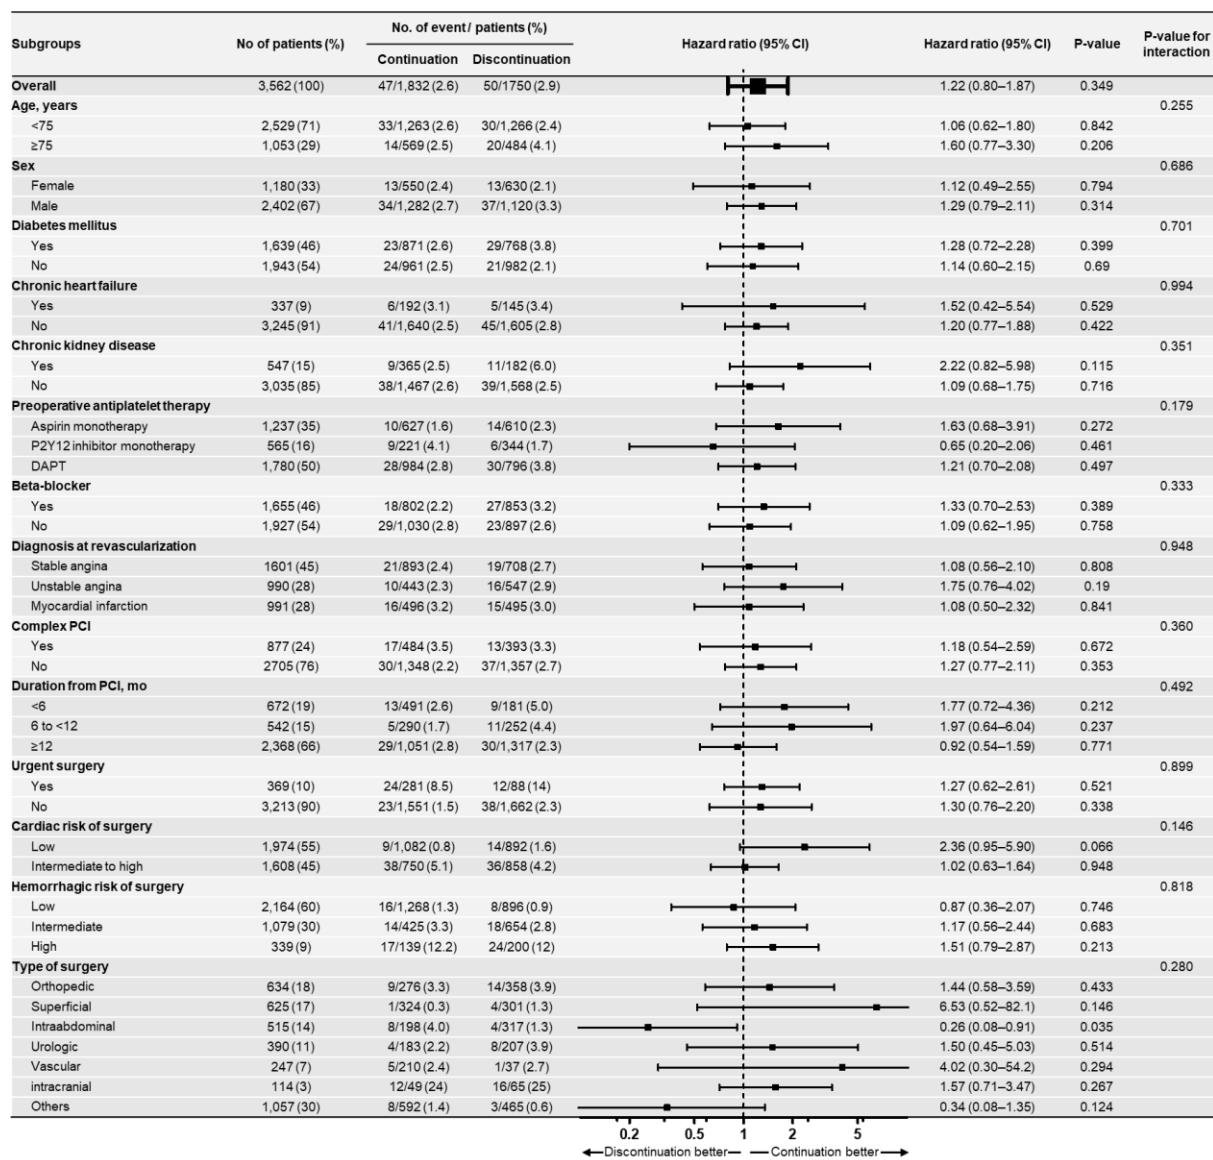 Subgroups No of patients (%) No. of event / patients (%) Hazard ratio (95% CI) Hazard ratio (95% CI) P-value P-value for interaction
Continuation Discontinuation
Overall 3,562 (100) 47/1,832 (2.6) 50/1750 (2.9) 1.22 (0.80–1.87) 0.349
Age, years 0.255
<75 2,529 (71) 33/1,263 (2.6) 30/1,266 (2.4) 1.06 (0.62–1.80) 0.842
≥75 1,053 (29) 14/569 (2.5) 20/484 (4.1) 1.60 (0.77–3.30) 0.206
Sex 0.686
Female 1,180 (33) 13/550 (2.4) 13/630 (2.1) 1.12 (0.49–2.55) 0.794
Male 2,402 (67) 34/1,282 (2.7) 37/1,120 (3.3) 1.29 (0.79–2.11) 0.314
Diabetes mellitus 0.701
Yes 1,639 (46) 23/871 (2.6) 29/768 (3.8) 1.28 (0.72–2.28) 0.399
No 1,943 (54) 24/961 (2.5) 21/982 (2.1) 1.14 (0.60–2.15) 0.69
Chronic heart failure 0.994
Yes 337 (9) 6/192 (3.1) 5/145 (3.4) 1.52 (0.42–5.54) 0.529
No 3,245 (91) 41/1,640 (2.5) 45/1,605 (2.8) 1.20 (0.77–1.88) 0.422
Chronic kidney disease 0.351
Yes 547 (15) 9/365 (2.5) 11/182 (6.0) 2.22 (0.82–5.98) 0.115
No 3,035 (85) 38/1,467 (2.6) 39/1,568 (2.5) 1.09 (0.68–1.75) 0.716
Preoperative antiplatelet therapy 0.179
Aspirin monotherapy 1,237 (35) 10/627 (1.6) 14/610 (2.3) 1.63 (0.68–3.91) 0.272
P2Y12 inhibitor monotherapy 565 (16) 9/221 (4.1) 6/344 (1.7) 0.65 (0.20–2.06) 0.461
DAPT 1,780 (50) 28/984 (2.8) 30/796 (3.8) 1.21 (0.70–2.08) 0.497
Beta-blocker 0.333
Yes 1,655 (46) 18/802 (2.2) 27/853 (3.2) 1.33 (0.70–2.53) 0.389
No 1,927 (54) 29/1,030 (2.8) 23/897 (2.6) 1.09 (0.62–1.95) 0.758
Diagnosis at revascularization 0.948
Stable angina 1601 (45) 21/893 (2.4) 19/708 (2.7) 1.08 (0.56–2.10) 0.808
Unstable angina 990 (28) 10/443 (2.3) 16/547 (2.9) 1.75 (0.76–4.02) 0.19
Myocardial infarction 991 (28) 16/496 (3.2) 15/495 (3.0) 1.08 (0.50–2.32) 0.841
Complex PCI 0.360
Yes 877 (24) 17/484 (3.5) 13/393 (3.3) 1.18 (0.54–2.59) 0.672
No 2705 (76) 30/1,348 (2.2) 37/1,357 (2.7) 1.27 (0.77–2.11) 0.353
Duration from PCI, mo 0.492
<6 672 (19) 13/491 (2.6) 9/181 (5.0) 1.77 (0.72–4.36) 0.212
6 to <12 542 (15) 5/290 (1.7) 11/252 (4.4) 1.97 (0.64–6.04) 0.237
≥12 2,368 (66) 29/1,051 (2.8) 30/1,317 (2.3) 0.92 (0.54–1.59) 0.771
Urgent surgery 0.899
Yes 369 (10) 24/281 (8.5) 12/88 (14) 1.27 (0.62–2.61) 0.521
No 3,213 (90) 23/1,551 (1.5) 38/1,662 (2.3) 1.30 (0.76–2.20) 0.338
Cardiac risk of surgery 0.146
Low 1,974 (55) 9/1,082 (0.8) 14/892 (1.6) 2.36 (0.95–5.90) 0.066
Intermediate to high 1,608 (45) 38/750 (5.1) 36/858 (4.2) 1.02 (0.63–1.64) 0.948
Hemorrhagic risk of surgery 0.818
Low 2,164 (60) 16/1,268 (1.3) 8/896 (0.9) 0.87 (0.36–2.07) 0.746
Intermediate 1,079 (30) 14/425 (3.3) 18/654 (2.8) 1.17 (0.56–2.44) 0.683
High 339 (9) 17/139 (12.2) 24/200 (12) 1.51 (0.79–2.87) 0.213
Type of surgery 0.280
Orthopedic 634 (18) 9/276 (3.3) 14/358 (3.9) 1.44 (0.58–3.59) 0.433
Superficial 625 (17) 1/324 (0.3) 4/301 (1.3) 6.53 (0.52–82.1) 0.146
Intraabdominal 515 (14) 8/198 (4.0) 4/317 (1.3) 0.26 (0.08–0.91) 0.035
Urologic 390 (11) 4/183 (2.2) 8/207 (3.9) 1.50 (0.45–5.03) 0.514
Vascular 247 (7) 5/210 (2.4) 1/37 (2.7) 4.02 (0.30–54.2) 0.294
intracranial 114 (3) 12/49 (24) 16/65 (25) 1.57 (0.71–3.47) 0.267
Others 1,057 (30) 8/592 (1.4) 3/465 (0.6) 0.34 (0.08–1.35) 0.124
0.2 0.5 1 2 5
Discontinuation better Continuation better